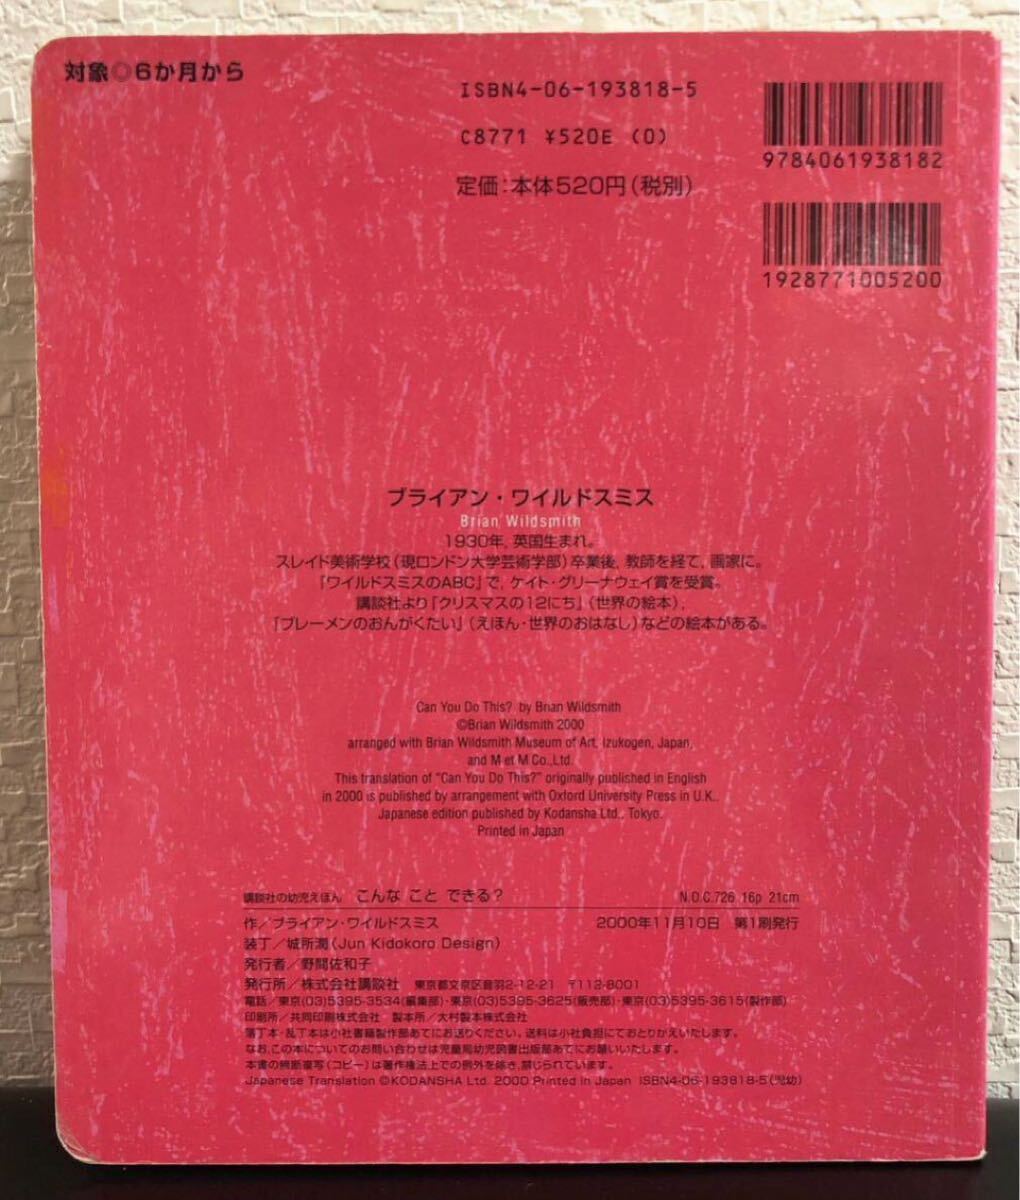 対象◎6か月から
ISBN4-06-193818-5
C8771 ¥520E (0)
定価:本体520円(税別)
9784061938182
1928771005200
ブライアン・ワイルドスミス
Brian Wildsmith
1930年,英国生まれ。
スレイド美術学校(現ロンドン大学芸術学部)卒業後,教師を経て,画家に。
『ワイルドスミスのABC』で,ケイト・グリーナウェイ賞を受賞。
講談社より『クリスマスの12にち』(世界の絵本),
『ブレーメンのおんがくたい』(えほん・世界のおはなし)などの絵本がある。
Can You Do This? by Brian Wildsmith
©Brian Wildsmith 2000
arranged with Brian Wildsmith Museum of Art, Izukogen, Japan,
and M et M Co.,Ltd.
This translation of "Can You Do This?" originally published in English
in 2000 is published by arrangement with Oxford University Press in U.K..
Japanese edition published by Kodansha Ltd., Tokyo.
Printed in Japan
講談社の幼児えほん こんな こと できる? N.D.C.726 16p 21cm
作/ブライアン・ワイルドスミス 2000年11月10日 第1刷発行
装丁/城所潤(Jun Kidokoro Design)
発行者/野間佐和子
発行所/株式会社講談社 東京都文京区音羽2-12-21 〒112-8001
電話/東京(03)5395-3534(編集部)・東京(03)5395-3625(販売部)・東京(03)5395-3615(製作部)
印刷所/共同印刷株式会社 製本所/大村製本株式会社
落丁本・乱丁本は小社書籍製作部あてにお送りください。送料は小社負担にておとりかえいたします。
なお,この本についてのお問い合わせは児童局幼児図書出版部あてにお願いいたします。
本書の無断複写(コピー)は著作権法上での例外を除き,禁じられています。
Japanese Translation ©KODANSHA Ltd. 2000 Printed in Japan ISBN4-06-193818-5(児幼)